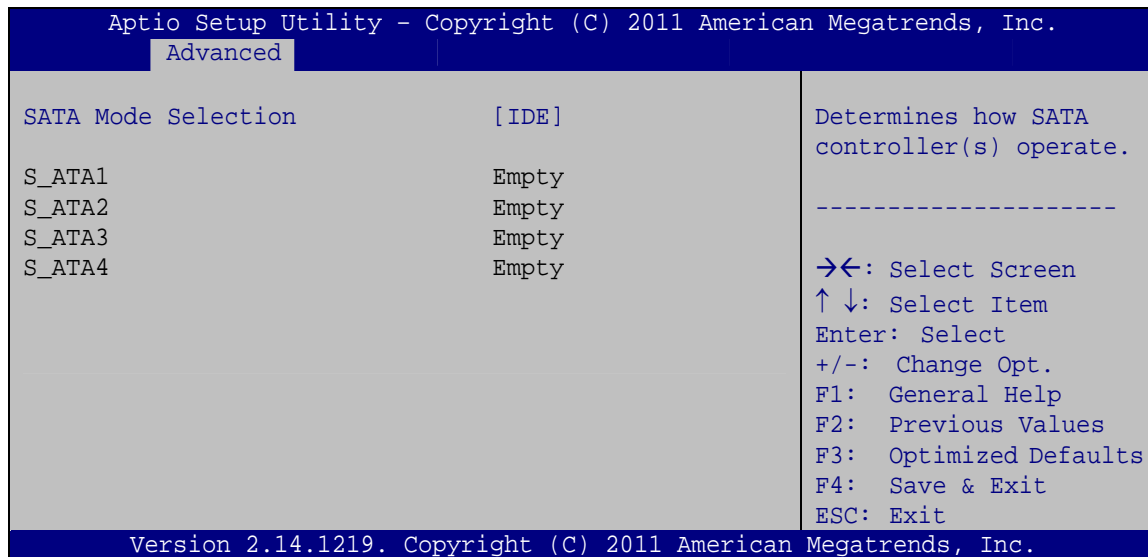 Aptio Setup Utility – Copyright (C) 2011 American Megatrends, Inc.
Advanced
SATA Mode Selection [IDE]
S_ATA1 Empty
S_ATA2 Empty
S_ATA3 Empty
S_ATA4 Empty
Determines how SATA
controller(s) operate.
---------------------
→←: Select Screen
↑ ↓: Select Item
Enter: Select
+/-: Change Opt.
F1: General Help
F2: Previous Values
F3: Optimized Defaults
F4: Save & Exit
ESC: Exit
Version 2.14.1219. Copyright (C) 2011 American Megatrends, Inc.